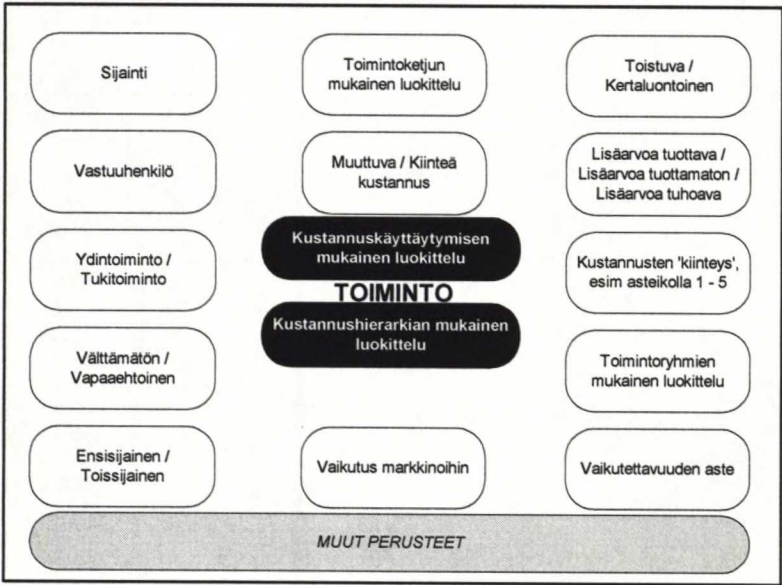 Sijainti
Toimintoketjun
mukainen luokittelu
Toistuva /
Kertaluontoinen
Vastuuhenkilö
Muuttuva / Kiinteä
kustannus
Lisäarvoa tuottava /
Lisäarvoa tuottamaton /
Lisäarvoa tuhoava
Ydintoiminto /
Tukitoiminto
Kustannuskäyttäytymisen
mukainen luokittelu
TOIMINTO
Kustannushierarkian mukainen
luokittelu
Kustannusten 'kiinteys',
esim asteikolla 1 - 5
Välttämätön /
Vapaaehtoinen
Toimintoryhmien
mukainen luokittelu
Ensisijainen /
Toissijainen
Vaikutus markkinoihin
Vaikutettavuuden aste
MUUT PERUSTEET